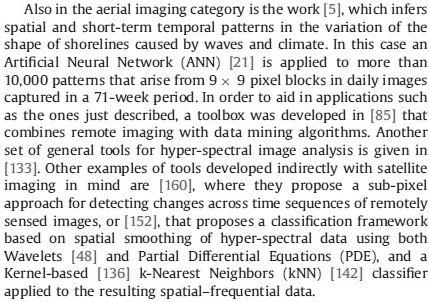 Also in the aerial imaging category is the work [5], which infers
spatial and short-term temporal patterns in the variation of the
shape of shorelines caused by waves and climate. In this case an
Artificial Neural Network (ANN) [21] is applied to more than
10,000 patterns that arise from 9 × 9 pixel blocks in daily images
captured in a 71-week period. In order to aid in applications such
as the ones just described, a toolbox was developed in [85] that
combines remote imaging with data mining algorithms. Another
set of general tools for hyper-spectral image analysis is given in
[133]. Other examples of tools developed indirectly with satellite
imaging in mind are [160], where they propose a sub-pixel
approach for detecting changes across time sequences of remotely
sensed images, or [152], that proposes a classification framework
based on spatial smoothing of hyper-spectral data using both
Wavelets [48] and Partial Differential Equations (PDE), and a
Kernel-based [136] k-Nearest Neighbors (kNN) [142] classifier
applied to the resulting spatial–frequential data.